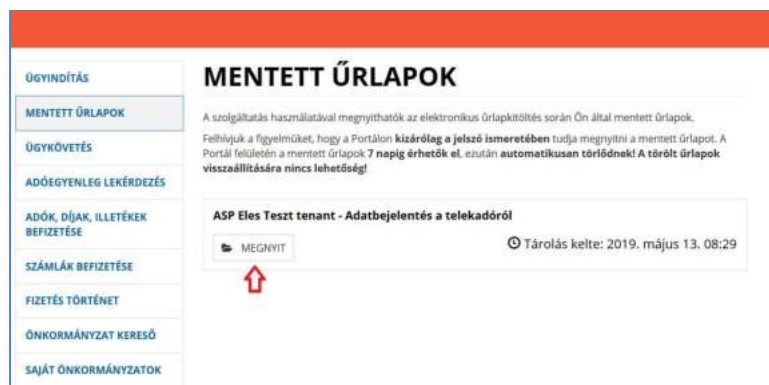 ÜGYINDÍTÁS
MENTETT ŰRLAPOK
ÜGYKÖVETÉS
ADÓEGYENLEG LEKÉRDEZÉS
ADÓK, DÍJAK, ILLETÉKEK
BEFIZETÉSE
SZÁMLÁK BEFIZETÉSE
FIZETÉS TÖRTÉNET
ÖNKORMÁNYZAT KERESŐ
SAJÁT ÖNKORMÁNYZATOK
MENTETT ŰRLAPOK
A szolgáltatás használatával megnyithatók az elektronikus űrlapkitöltés során Ön által mentett űrlapok.
Felhívjuk a figyelmüket, hogy a Portálon kizárólag a jelszó ismeretében tudja megnyitni a mentett űrlapot. A
Portál felületén a mentett űrlapok 7 napig érhetők el, ezután automatikusan törlődnek! A törölt űrlapok
visszaállítására nincs lehetőség!
ASP Eles Teszt tenant - Adatbejelentés a telekadóról
MEGNYIT
Tárolás kelte: 2019. május 13. 08:29